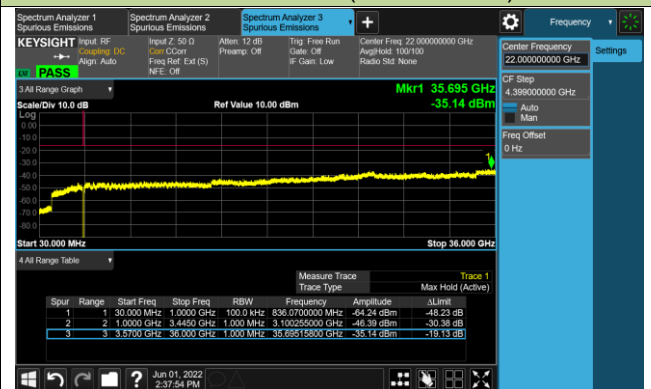 Spectrum Analyzer 1
Spurious Emissions
Spectrum Analyzer 2
Spurious Emissions
Spectrum Analyzer 3
Spurious Emissions
+
Frequency
KEYSIGHT
Input: RF
Coupling: DC
Align: Auto
Input Z: 50 Ω
Corr CCorr
Freq Ref: Ext (S)
NFE: Off
Atten: 12 dB
Preamp: Off
Trig: Free Run
Gate: Off
IF Gain: Low
Center Freq: 22.000000000 GHz
Avg|Hold: 100/100
Radio Std: None
PASS
Center Frequency
22.000000000 GHz
Settings
CF Step
4.399000000 GHz
Auto
Man
Freq Offset
0 Hz
3 All Range Graph
Mkr1 35.695 GHz
Scale/Div 10.0 dB
Ref Value 10.00 dBm
-35.14 dBm
Log
0.00
-10.0
-20.0
-30.0
-40.0
-50.0
-60.0
-70.0
-80.0
1
Start 30.000 MHz
Stop 36.000 GHz
4 All Range Table
Measure Trace Trace 1
Trace Type Max Hold (Active)
Spur Range Start Freq Stop Freq RBW Frequency Amplitude ΔLimit
1 1 30.000 MHz 1.0000 GHz 100.0 kHz 836.0700000 MHz -64.24 dBm -48.23 dB
2 2 1.0000 GHz 3.4450 GHz 1.000 MHz 3.100255000 GHz -46.39 dBm -30.38 dB
3 3 3.5700 GHz 36.000 GHz 1.000 MHz 35.69515800 GHz -35.14 dBm -19.13 dB
?
Jun 01, 2022
2:37:54 PM